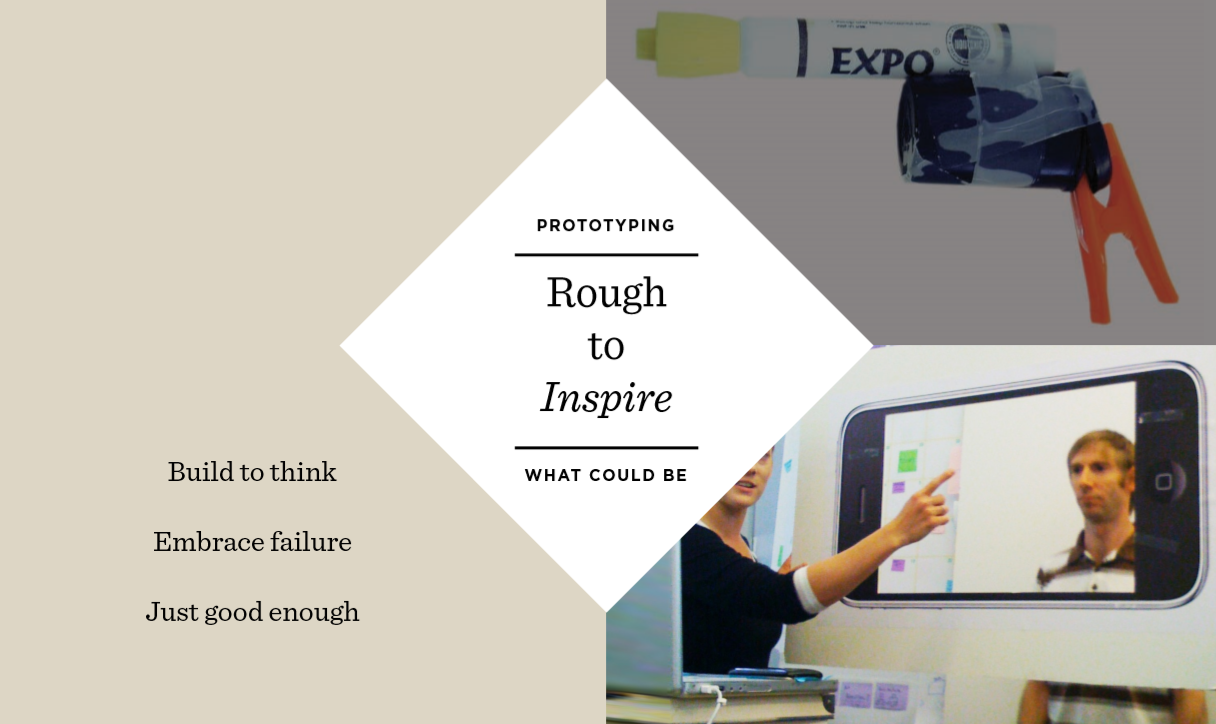 PROTOTYPING
Rough
to
Inspire
WHAT COULD BE
Build to think
Embrace failure
Just good enough
EXPO®